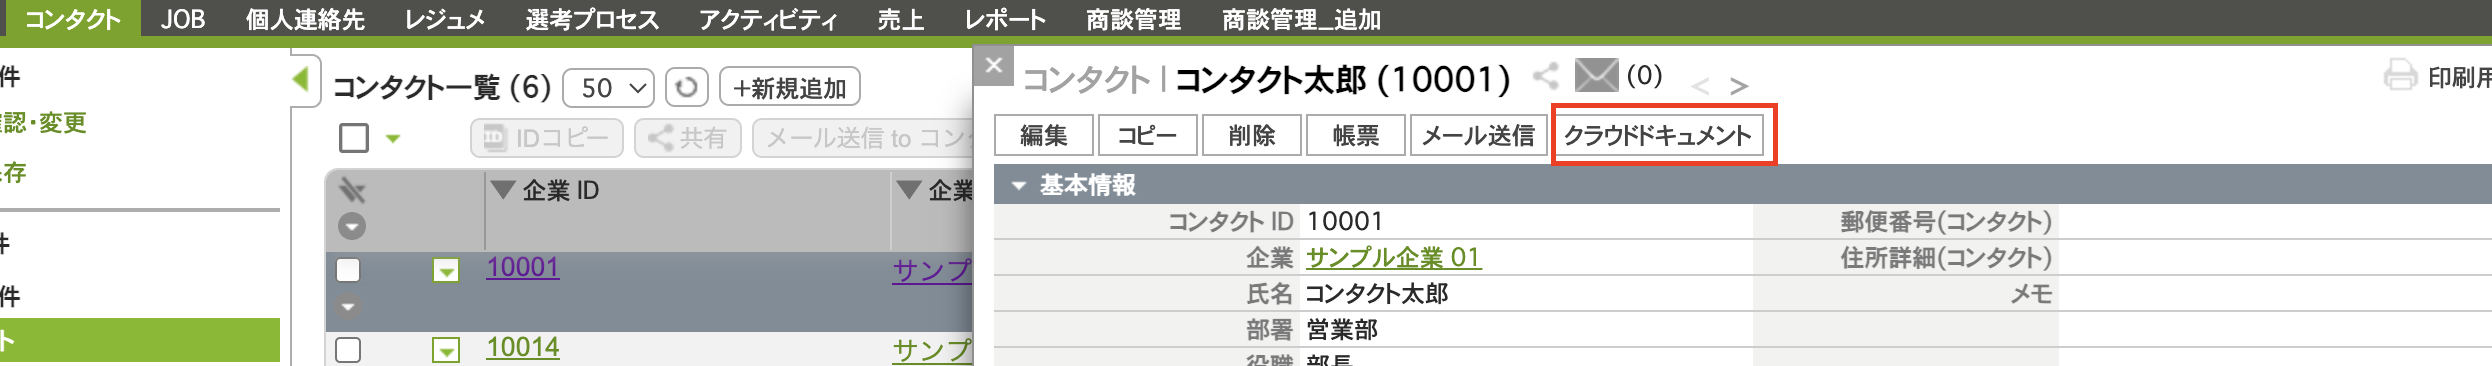 コンタクト JOB 個人連絡先 レジュメ 選考プロセス アクティビティ 売上 レポート 商談管理 商談管理_追加
件
認・変更
存
件
件
ト
コンタクト一覧 (6) 50 +新規追加
IDコピー 共有 メール送信 to コン
企業 ID 企業
10001 サンプ
10014 サンプ
× コンタクト | コンタクト太郎 (10001) (0) < > 印刷用
編集 コピー 削除 帳票 メール送信 クラウドドキュメント
基本情報
コンタクト ID 10001 郵便番号(コンタクト)
企業 サンプル企業 01 住所詳細(コンタクト)
氏名 コンタクト太郎 メモ
部署 営業部
役職 部長